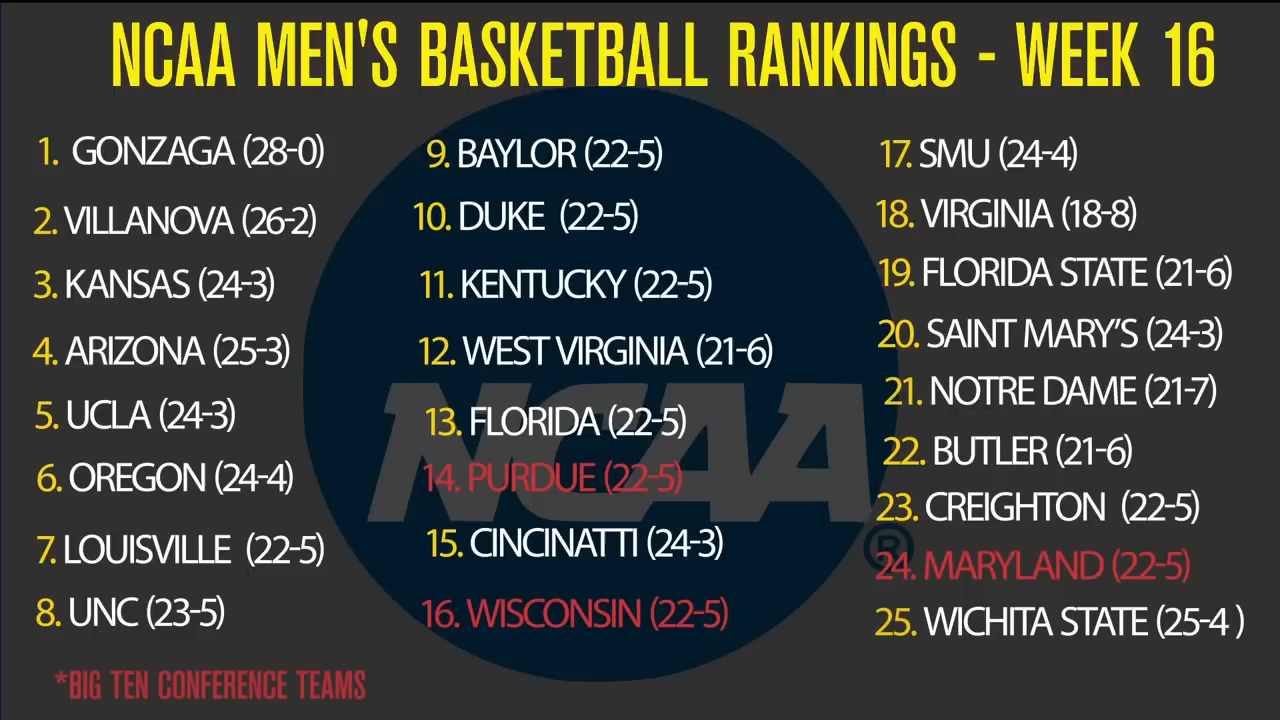 NCAA MEN'S BASKETBALL RANKINGS - WEEK 16
1. GONZAGA (28-0)
2. VILLANOVA (26-2)
3. KANSAS (24-3)
4. ARIZONA (25-3)
5. UCLA (24-3)
6. OREGON (24-4)
7. LOUISVILLE (22-5)
8. UNC (23-5)
9. BAYLOR (22-5)
10. DUKE (22-5)
11. KENTUCKY (22-5)
12. WEST VIRGINIA (21-6)
13. FLORIDA (22-5)
14. PURDUE (22-5)
15. CINCINATTI (24-3)
16. WISCONSIN (22-5)
17. SMU (24-4)
18. VIRGINIA (18-8)
19. FLORIDA STATE (21-6)
20. SAINT MARY’S (24-3)
21. NOTRE DAME (21-7)
22. BUTLER (21-6)
23. CREIGHTON (22-5)
24. MARYLAND (22-5)
25. WICHITA STATE (25-4 )
*BIG TEN CONFERENCE TEAMS
NCAA®